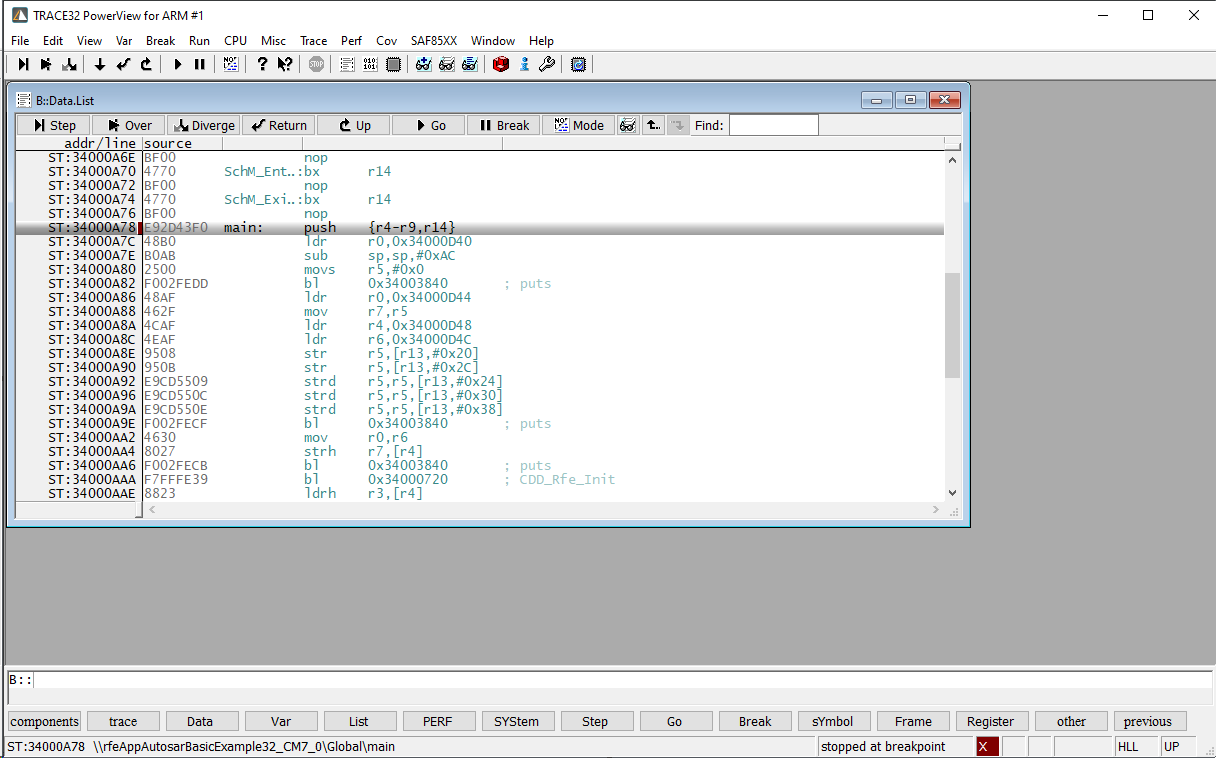 TRACE32 PowerView for ARM #1
File Edit View Var Break Run CPU Misc Trace Perf Cov SAF85XX Window Help
B::Data.List
Step Over Diverge Return Up Go Break Mode Find:
addr/line source
ST:34000A6E BF00 nop
ST:34000A70 4770 SchM_Ent..:bx r14
ST:34000A72 BF00 nop
ST:34000A74 4770 SchM_Exi..:bx r14
ST:34000A76 BF00 nop
ST:34000A78 E92D43F0 main: push {r4-r9,r14}
ST:34000A7C 48B0 ldr r0,0x34000D40
ST:34000A7E B0AB sub sp,sp,#0xAC
ST:34000A80 2500 movs r5,#0x0
ST:34000A82 F002FEDD bl 0x34003840 ; puts
ST:34000A86 48AF ldr r0,0x34000D44
ST:34000A88 462F mov r7,r5
ST:34000A8A 4CAF ldr r4,0x34000D48
ST:34000A8C 4EAF ldr r6,0x34000D4C
ST:34000A8E 9508 str r5,[r13,#0x20]
ST:34000A90 950B str r5,[r13,#0x2C]
ST:34000A92 E9CD5509 strd r5,r5,[r13,#0x24]
ST:34000A96 E9CD550C strd r5,r5,[r13,#0x30]
ST:34000A9A E9CD550E strd r5,r5,[r13,#0x38]
ST:34000A9E F002FECF bl 0x34003840 ; puts
ST:34000AA2 4630 mov r0,r6
ST:34000AA4 8027 strh r7,[r4]
ST:34000AA6 F002FECB bl 0x34003840 ; puts
ST:34000AAA F7FFFE39 bl 0x34000720 ; CDD_Rfe_Init
ST:34000AAE 8823 ldrh r3,[r4]
B::
components trace Data Var List PERF SYStem Step Go Break sYmbol Frame Register other previous
ST:34000A78 \\rfeAppAutosarBasicExample32_CM7_0\Global\main stopped at breakpoint X HLL UP